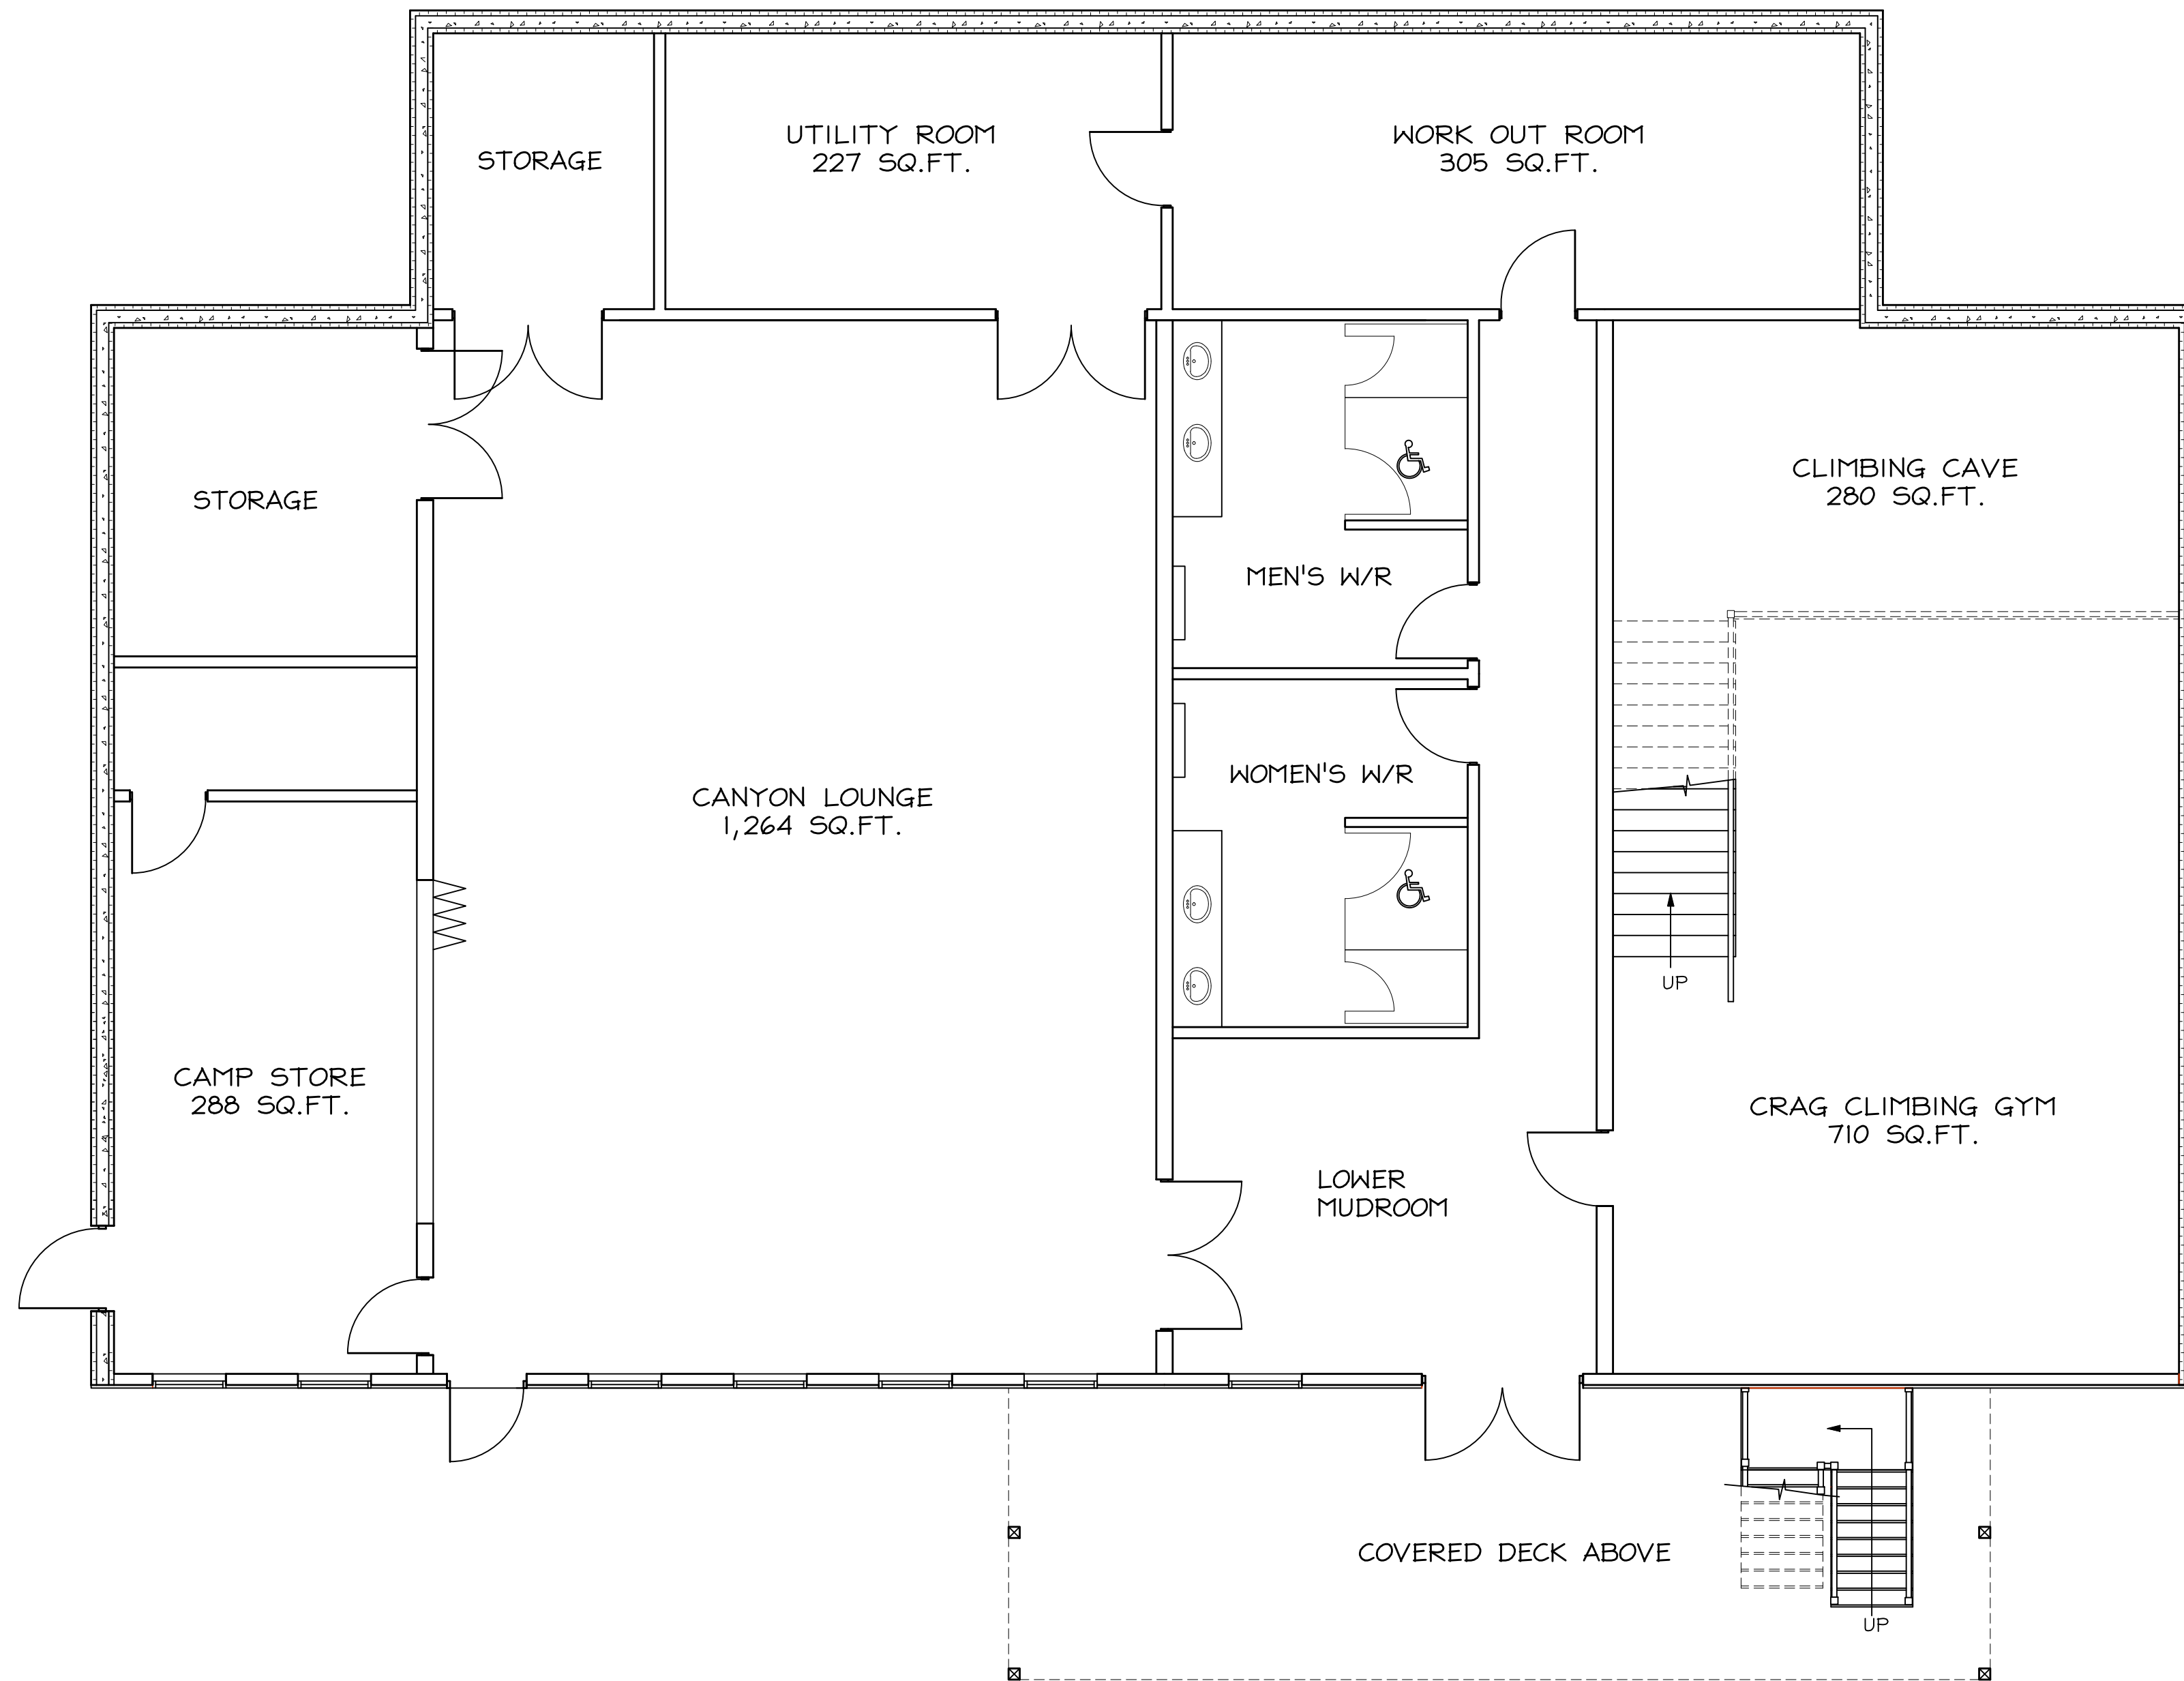 UTILITY ROOM
227 SQ.FT.
WORK OUT ROOM
305 SQ.FT.
STORAGE
CLIMBING CAVE
280 SQ.FT.
STORAGE
MEN'S W/R
WOMEN'S W/R
CANYON LOUNGE
1,264 SQ.FT.
UP
CAMP STORE
288 SQ.FT.
CRAG CLIMBING GYM
710 SQ.FT.
LOWER
MUDROOM
COVERED DECK ABOVE
UP